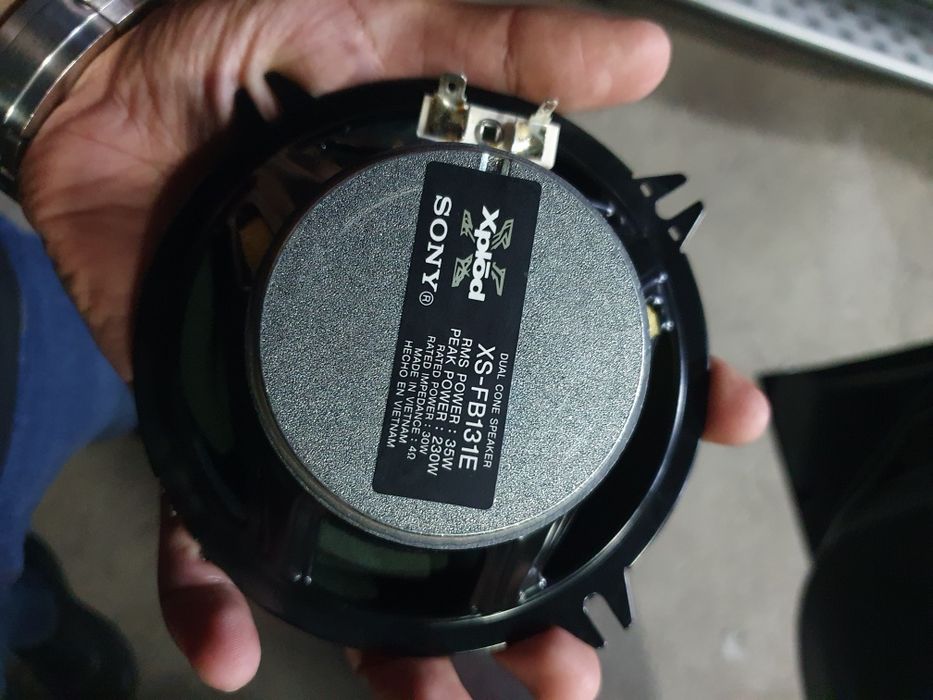 Xplōd
SONY®
DUAL CONE SPEAKER
XS-FB131E
RMS POWER : 35W
PEAK POWER : 230W
RATED POWER : 30W
RATED IMPEDANCE : 4Ω
MADE IN VIETNAM
HECHO EN VIETNAM